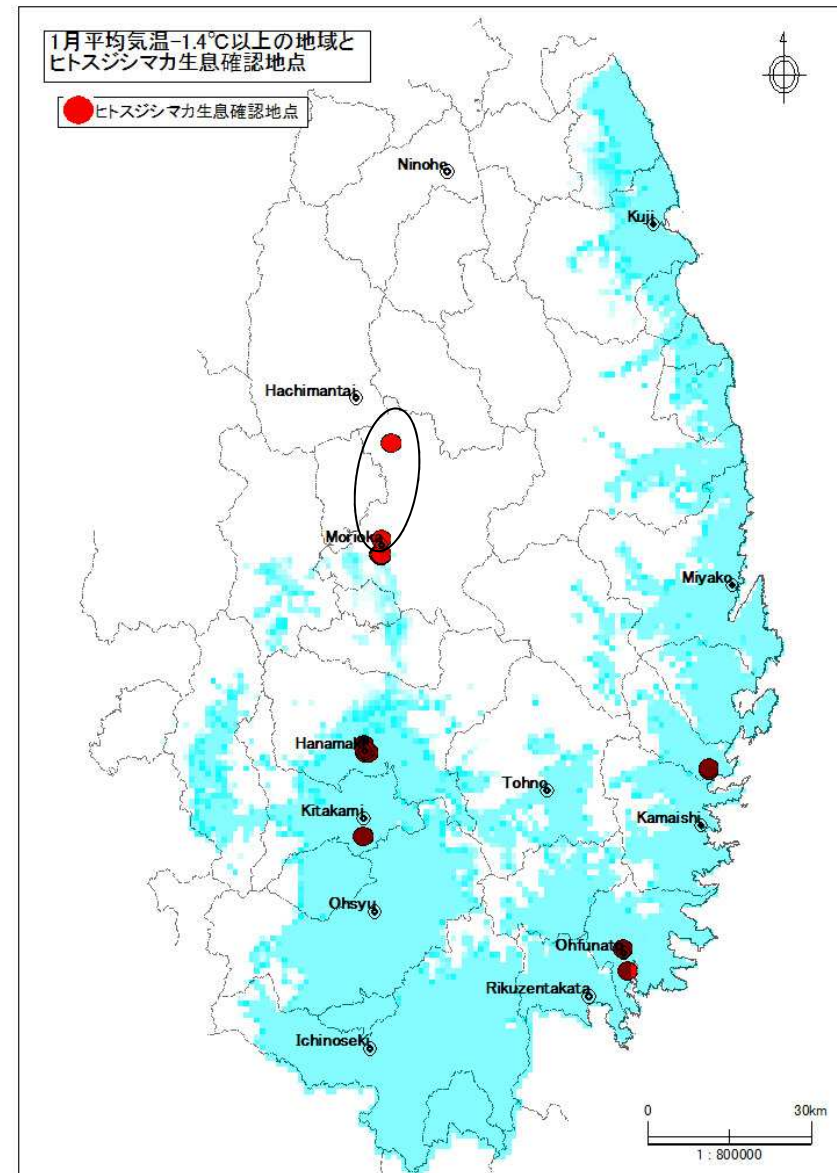 1月平均気温-1.4℃以上の地域と
ヒトスジシマカ生息確認地点
ヒトスジシマカ生息確認地点
4
Ninohe
Kuji
Hachimantai
Morioka
Miyako
Hanamaki
Tohno
Kitakami
Kamaishi
Ohsyu
Ohfunato
Rikuzentakata
Ichinoseki
0 30km
1 : 800000